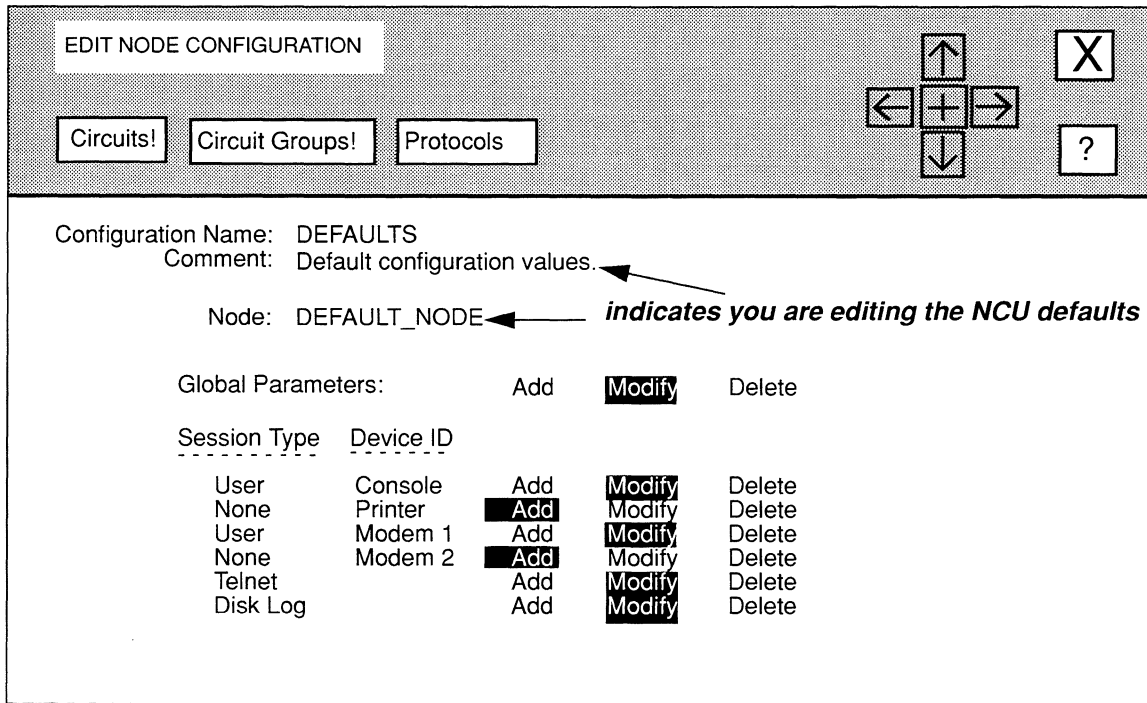 EDIT NODE CONFIGURATION
X
Circuits! Circuit Groups! Protocols
?
Configuration Name: DEFAULTS
Comment: Default configuration values.
Node: DEFAULT_NODE
indicates you are editing the NCU defaults
Global Parameters: Add Modify Delete
Session Type Device ID
User Console Add Modify Delete
None Printer Add Modify Delete
User Modem 1 Add Modify Delete
None Modem 2 Add Modify Delete
Telnet Add Modify Delete
Disk Log Add Modify Delete